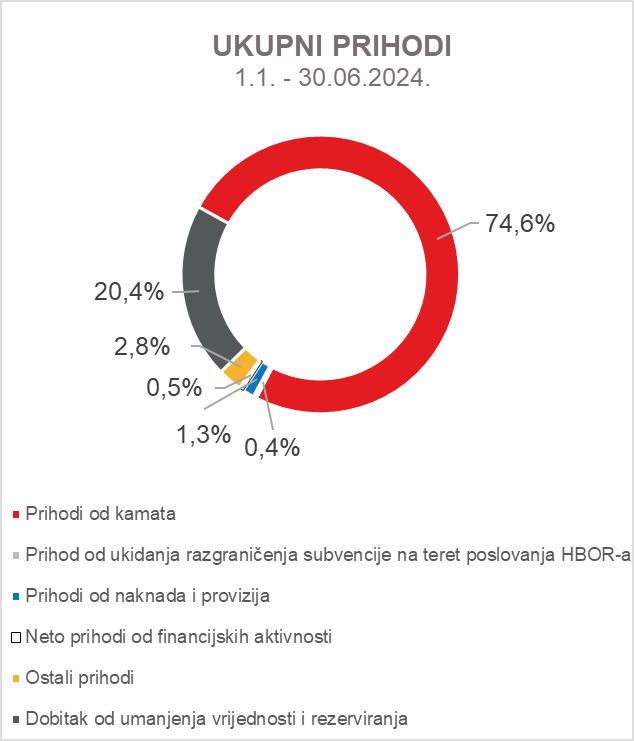 UKUPNI PRIHODI
1.1. - 30.06.2024.
74,6%
20,4%
2,8%
0,5%
1,3%
0,4%
Prihodi od kamata
Prihod od ukidanja razgraničenja subvencije na teret poslovanja HBOR-a
Prihodi od naknada i provizija
Neto prihodi od financijskih aktivnosti
Ostali prihodi
Dobitak od umanjenja vrijednosti i rezerviranja